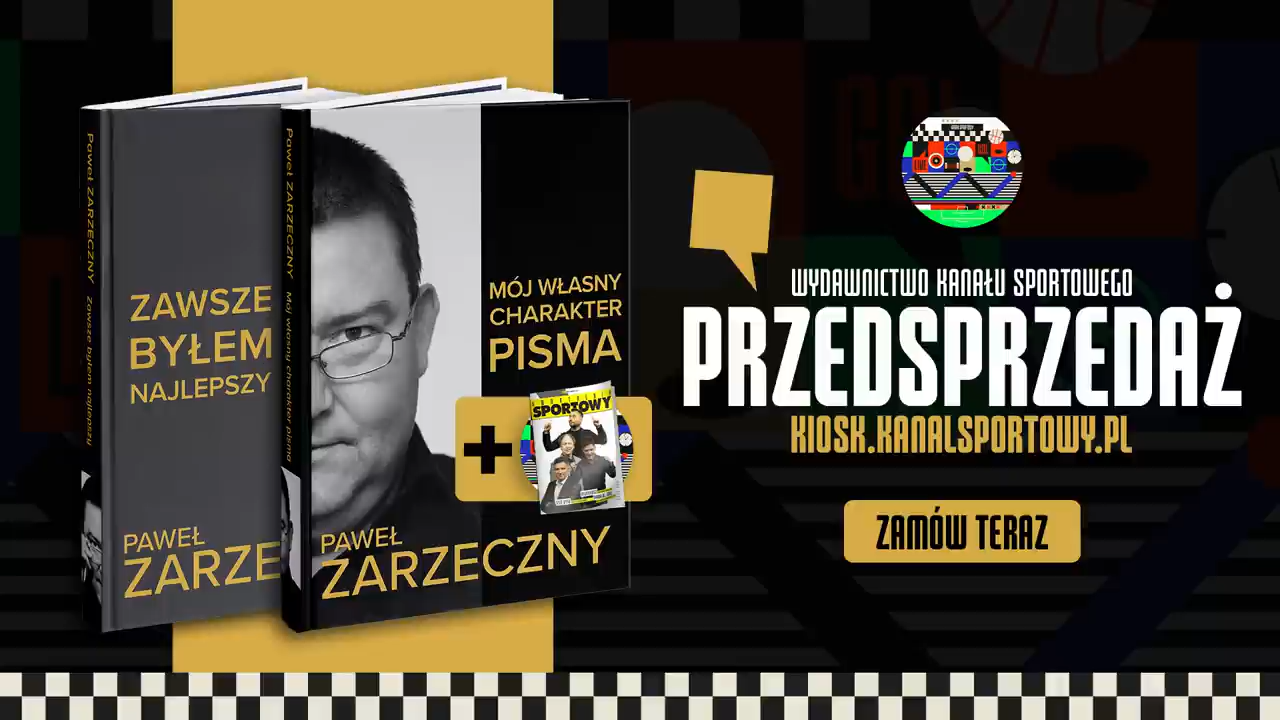 Paweł ZARZECZNY Zawsze byłem najlepszy
ZAWSZE
BYŁEM
NAJLEPSZY
PAWEŁ
ZARZE
Paweł ZARZECZNY Mój własny charakter pisma
MÓJ WŁASNY
CHARAKTER
PISMA
+
SPORTOWY
PAWEŁ
ZARZECZNY
WYDAWNICTWO KANAŁU SPORTOWEGO
PRZEDSPRZEDAŻ
KIOSK.KANALSPORTOWY.PL
ZAMÓW TERAZ